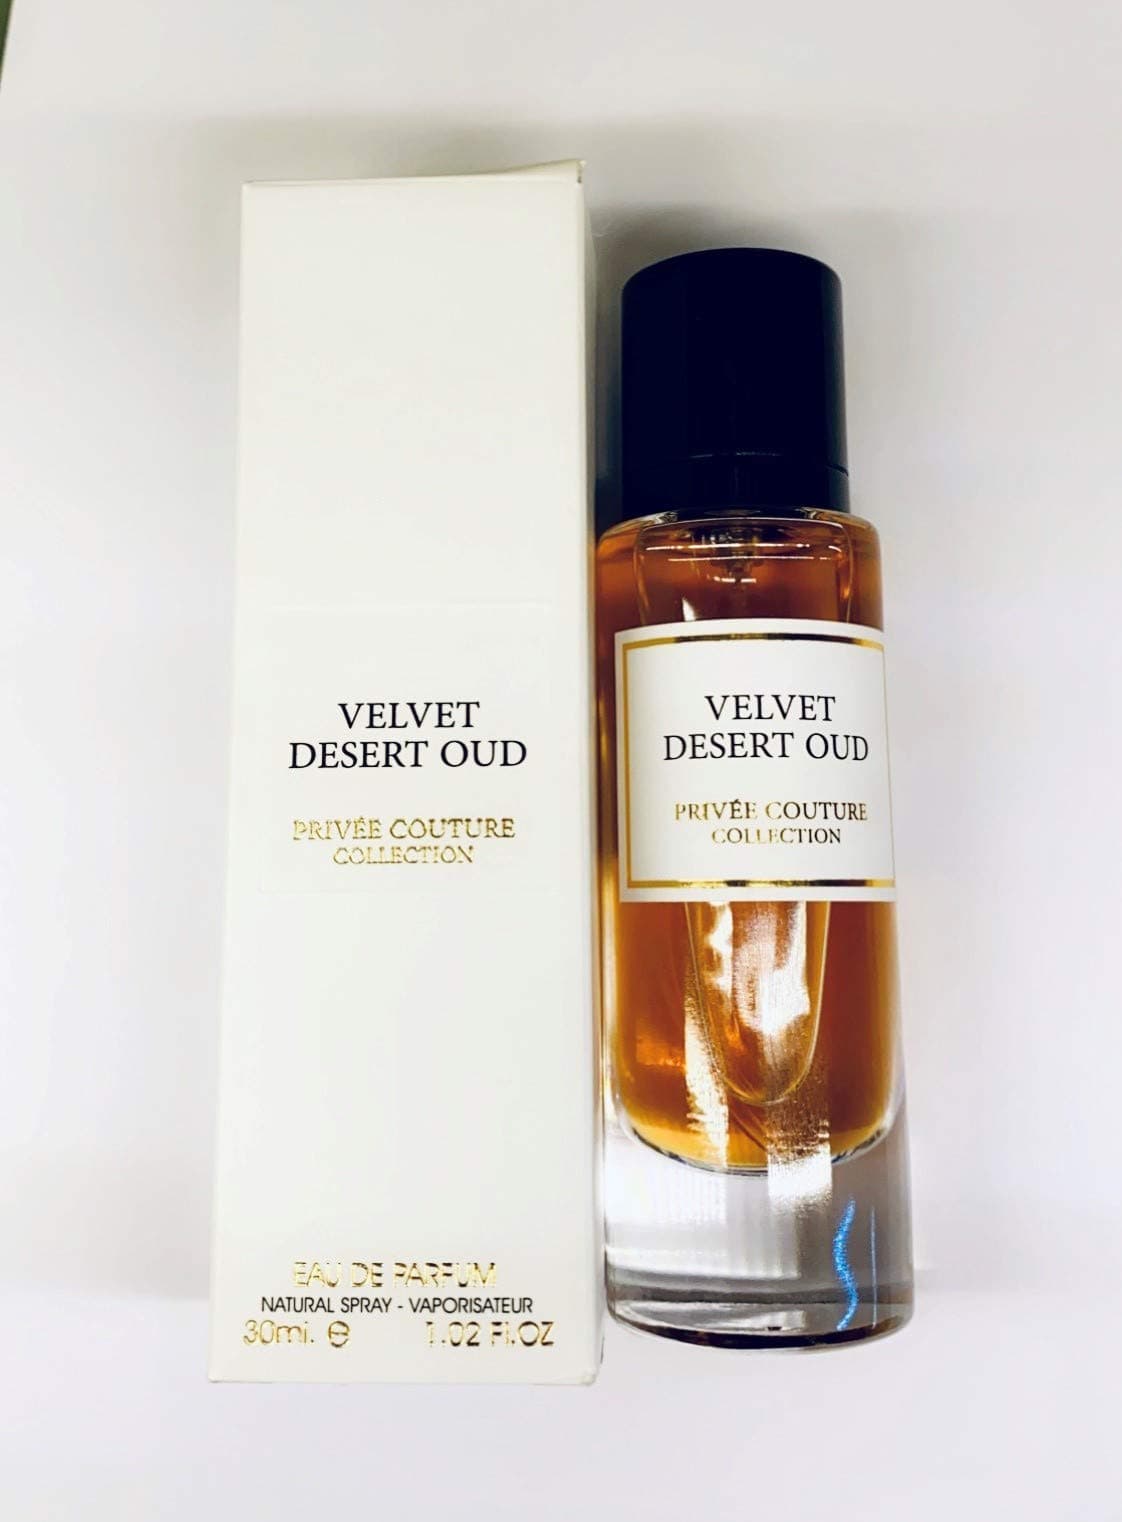 VELVET
DESERT OUD
PRIVÉE COUTURE
COLLECTION
EAU DE PARFUM
NATURAL SPRAY - VAPORISATEUR
30ml. ℮ 1.02 Fl.OZ
VELVET
DESERT OUD
PRIVÉE COUTURE
COLLECTION